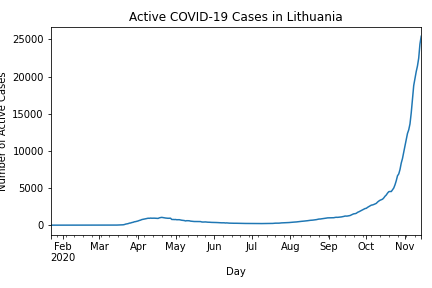 Active COVID-19 Cases in Lithuania
Number of Active Cases
25000
20000
15000
10000
5000
0
Feb Mar Apr May Jun Jul Aug Sep Oct Nov
2020
Day